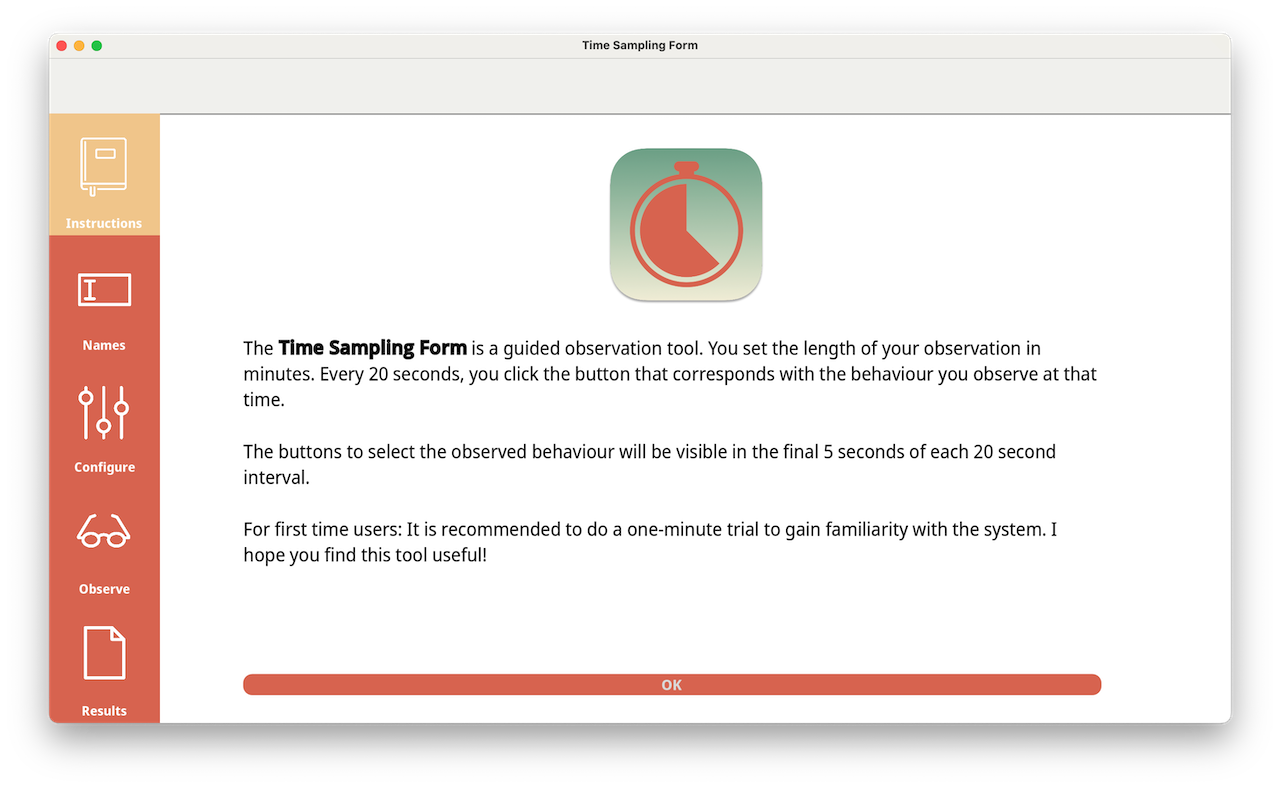 Time Sampling Form
Instructions
Names
Configure
Observe
Results
The Time Sampling Form is a guided observation tool. You set the length of your observation in
minutes. Every 20 seconds, you click the button that corresponds with the behaviour you observe at that
time.
The buttons to select the observed behaviour will be visible in the final 5 seconds of each 20 second
interval.
For first time users: It is recommended to do a one-minute trial to gain familiarity with the system. I
hope you find this tool useful!
OK